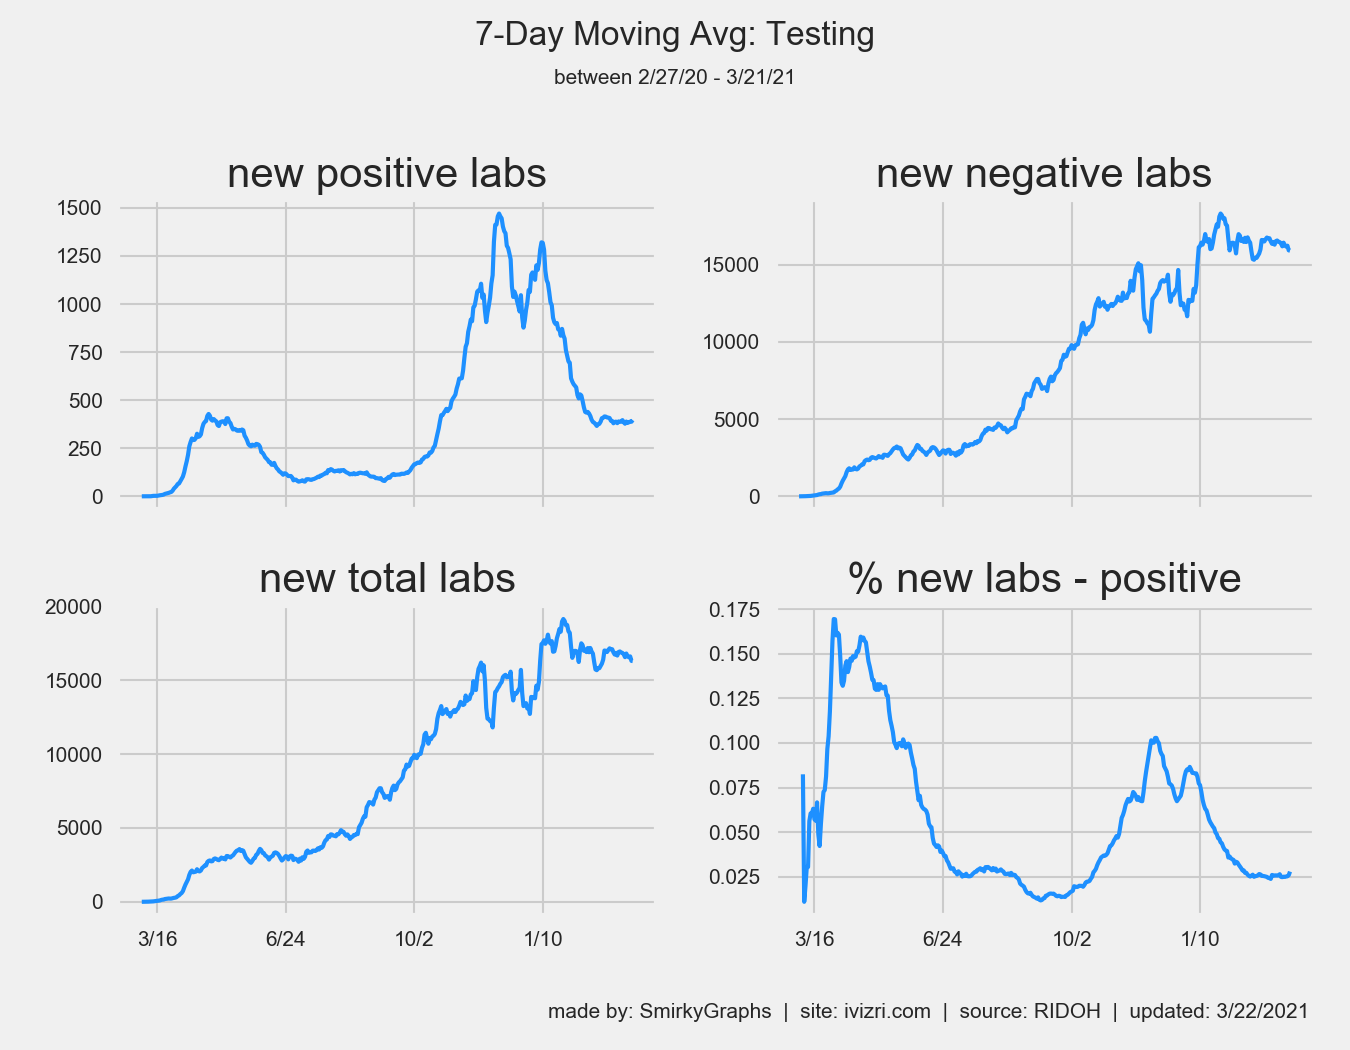 7-Day Moving Avg: Testing
between 2/27/20 - 3/21/21
new positive labs
1500
1250
1000
750
500
250
0
new negative labs
15000
10000
5000
0
new total labs
20000
15000
10000
5000
0
3/16 6/24 10/2 1/10
% new labs - positive
0.175
0.150
0.125
0.100
0.075
0.050
0.025
3/16 6/24 10/2 1/10
made by: SmirkyGraphs | site: ivizri.com | source: RIDOH | updated: 3/22/2021